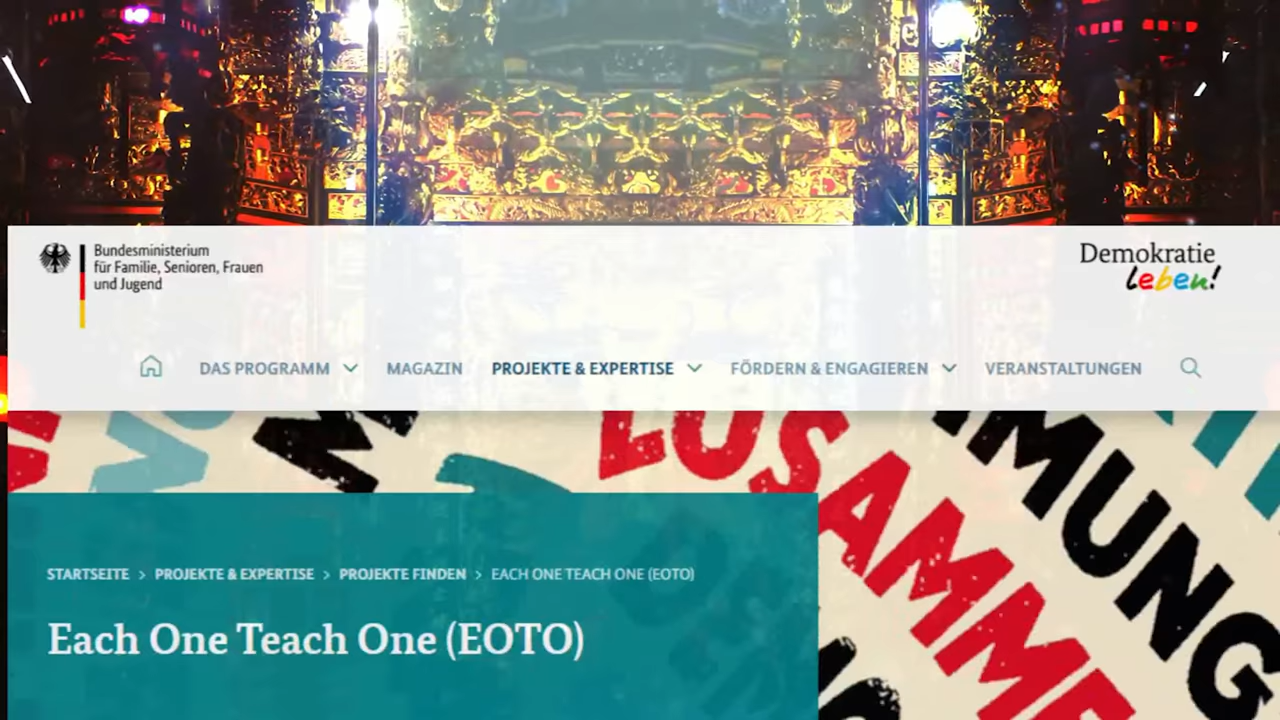 Bundesministerium
für Familie, Senioren, Frauen
und Jugend
Demokratie
leben!
DAS PROGRAMM
MAGAZIN
PROJEKTE & EXPERTISE
FÖRDERN & ENGAGIEREN
VERANSTALTUNGEN
STARTSEITE > PROJEKTE & EXPERTISE > PROJEKTE FINDEN > EACH ONE TEACH ONE (EOTO)
Each One Teach One (EOTO)